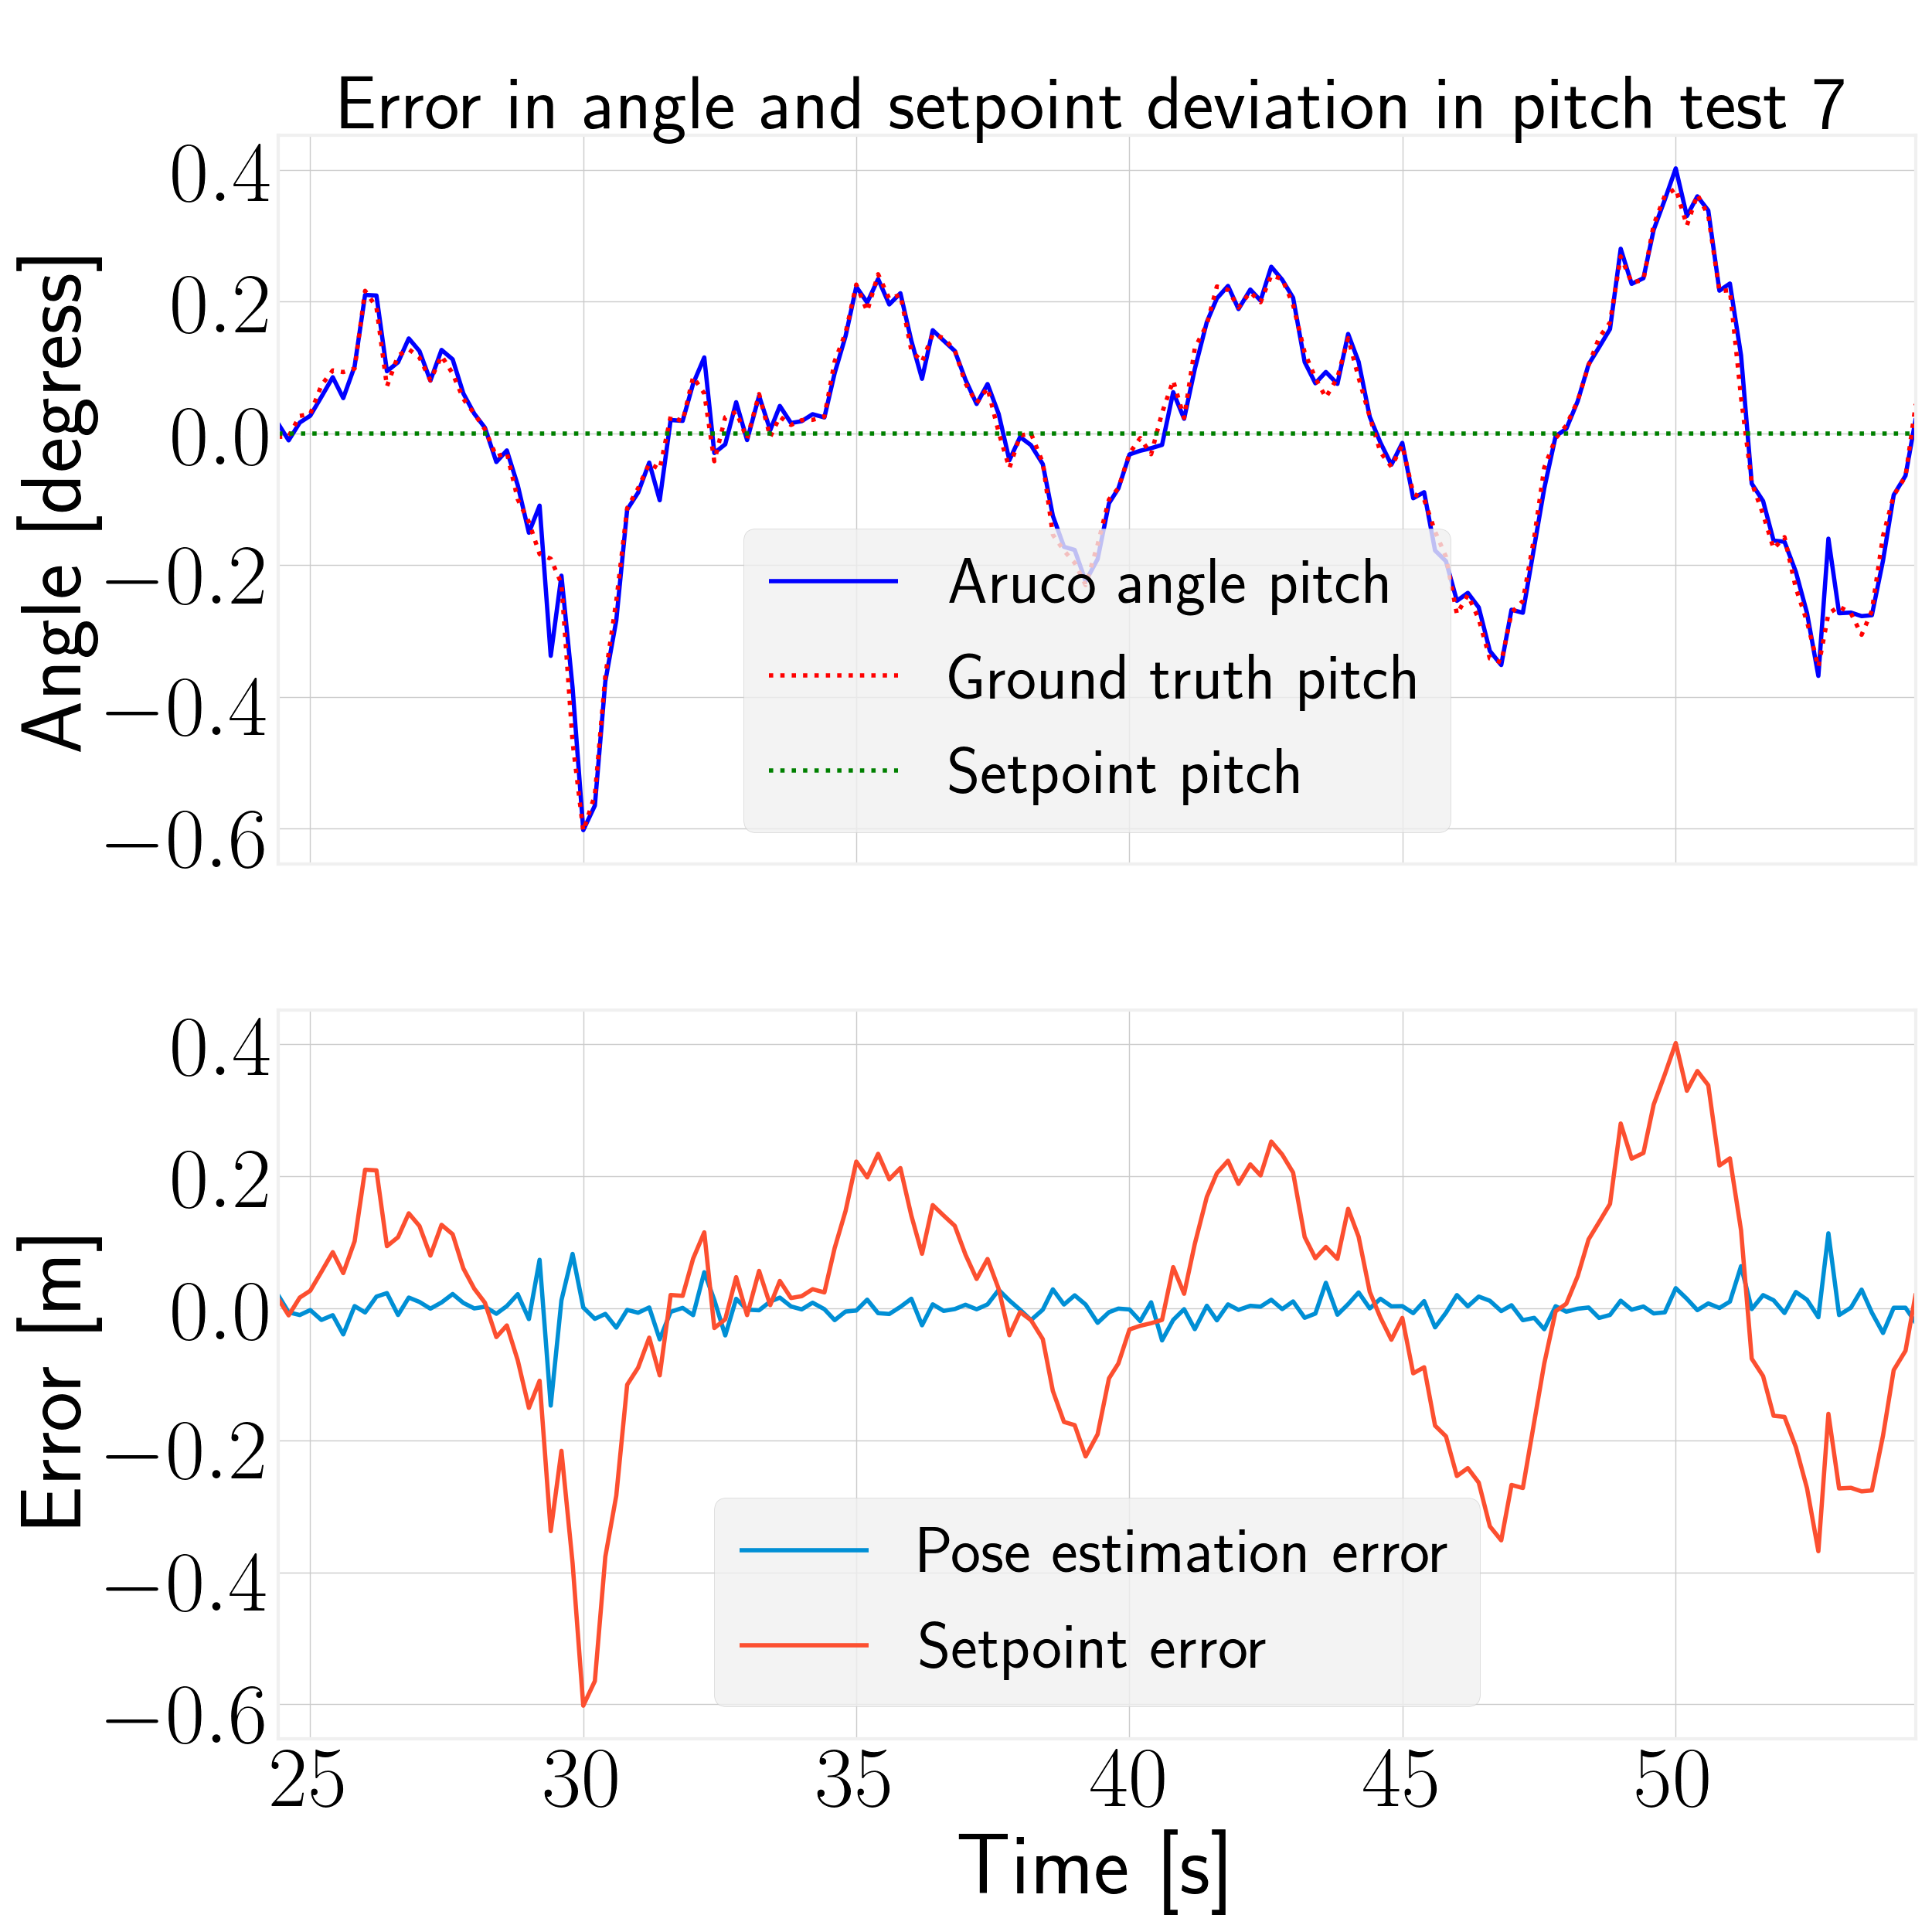 Error in angle and setpoint deviation in pitch test 7
Angle [degress]
0.4
0.2
0.0
−0.2
−0.4
−0.6
Aruco angle pitch
Ground truth pitch
Setpoint pitch
Error [m]
0.4
0.2
0.0
−0.2
−0.4
−0.6
Pose estimation error
Setpoint error
25 30 35 40 45 50
Time [s]